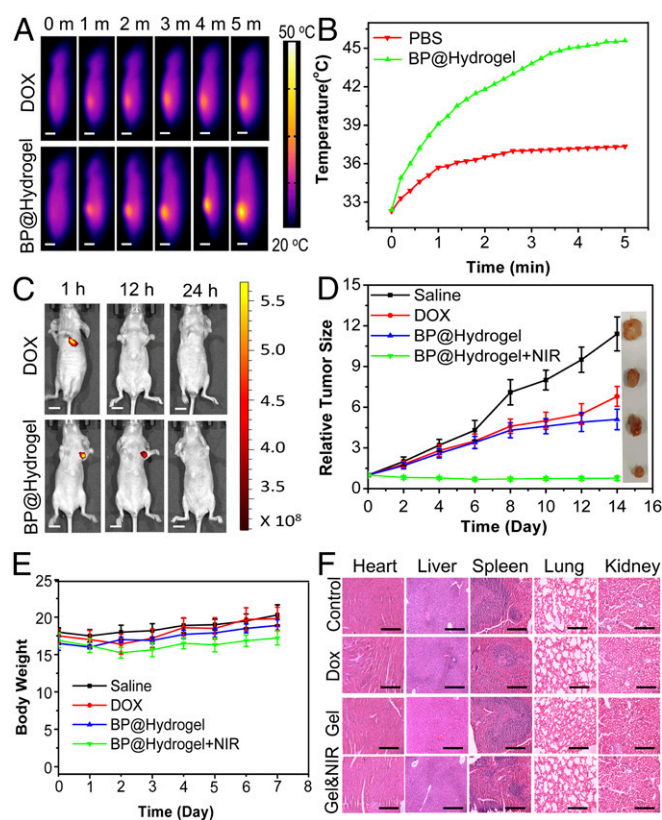 A
0 m 1 m 2 m 3 m 4 m 5 m
DOX
BP@Hydrogel
50 ºC
20 ºC
B
PBS
BP@Hydrogel
Temperature(°C)
45
42
39
36
33
0 1 2 3 4 5
Time (min)
C
1 h 12 h 24 h
DOX
BP@Hydrogel
5.5
5.0
4.5
4.0
3.5
X 10⁸
D
Saline
DOX
BP@Hydrogel
BP@Hydrogel+NIR
Relative Tumor Size
15
12
9
6
3
0
0 2 4 6 8 10 12 14 16
Time (Day)
E
Body Weight
25
20
15
10
5
0
Saline
DOX
BP@Hydrogel
BP@Hydrogel+NIR
0 1 2 3 4 5 6 7 8
Time (Day)
F
Heart Liver Spleen Lung Kidney
Control
Dox
Gel
Gel&NIR